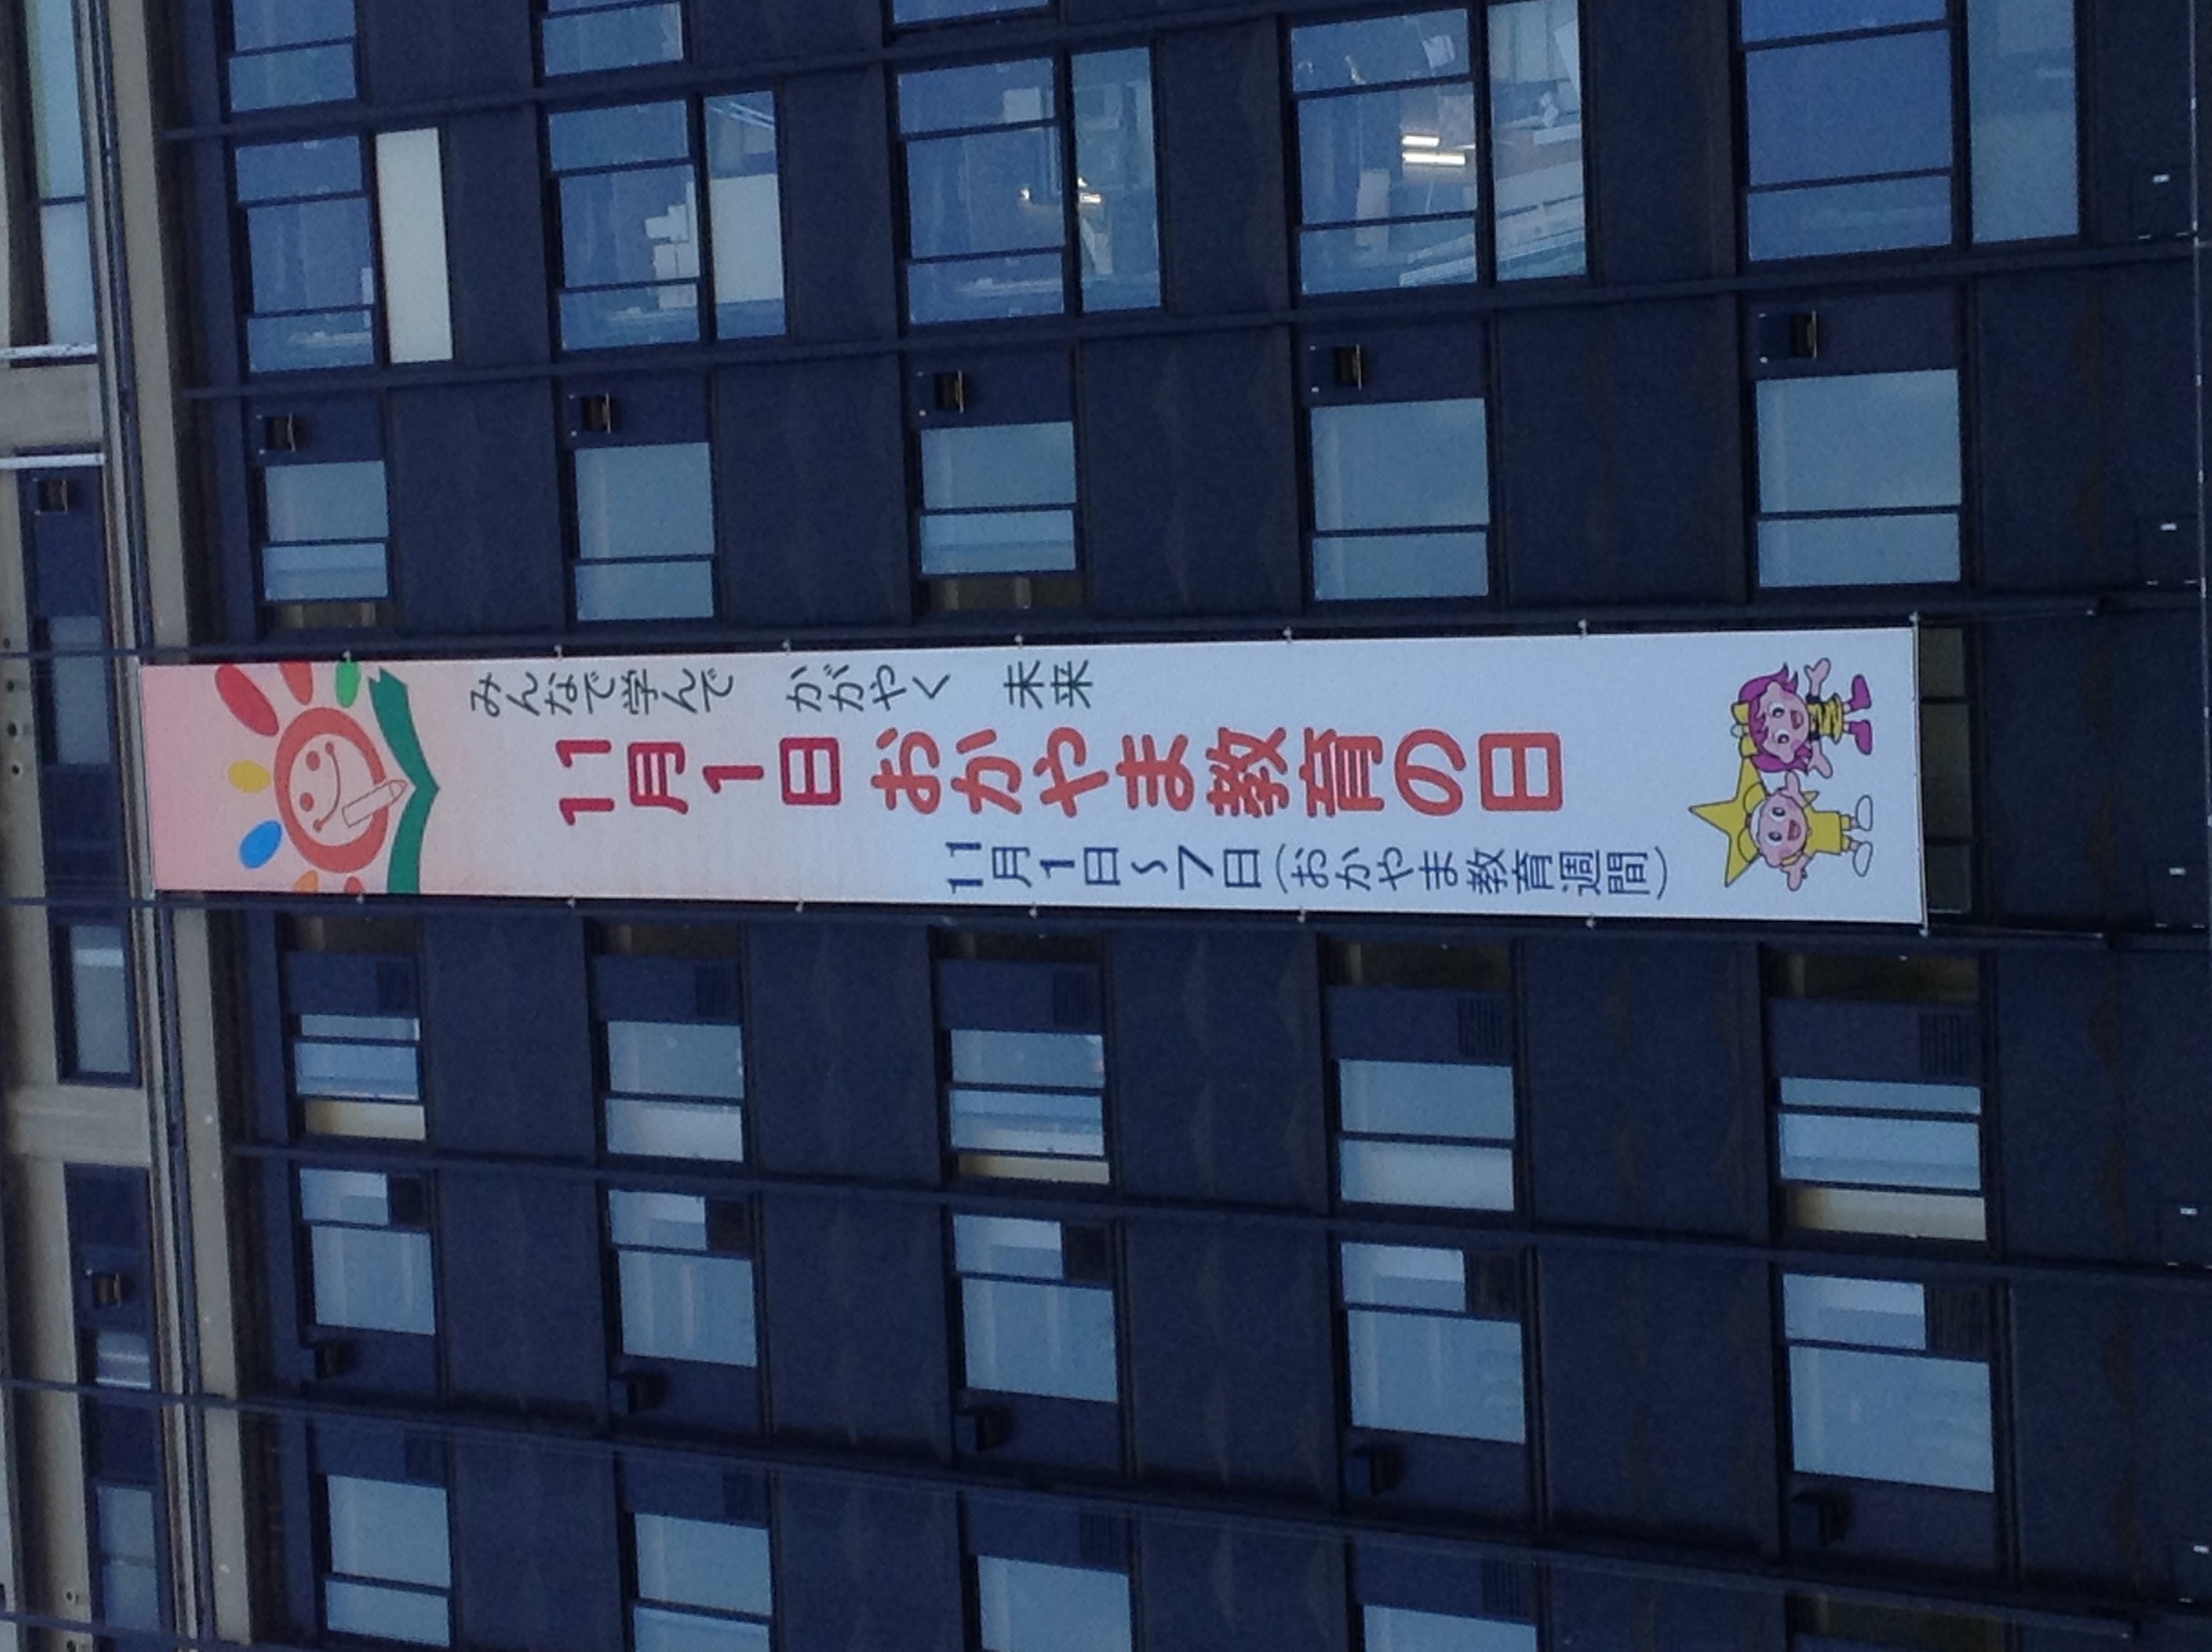 みんなで学んで かがやく 未来
11月1日 おかやま教育の日
11月1日～7日(おかやま教育週間)